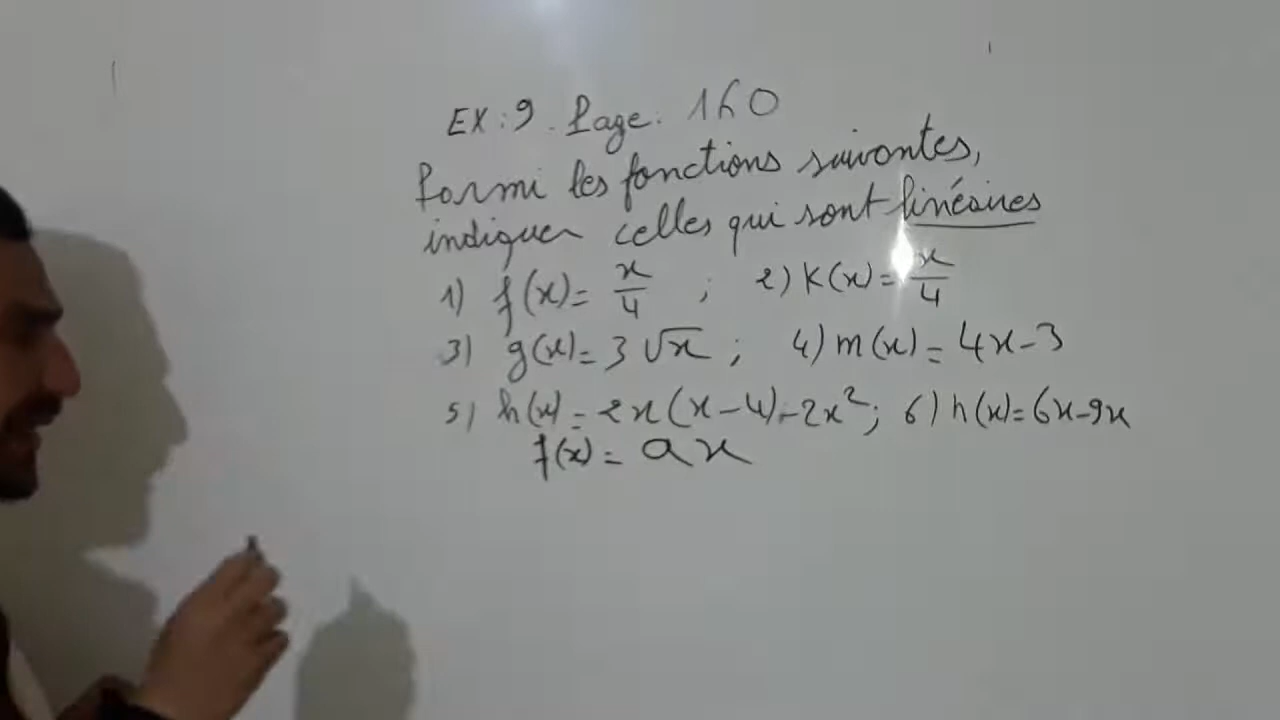 EX: 9. Page: 160
Parmi les fonctions suivantes,
indiquer celles qui sont linéaires
1) f(x) = x/4 ; 2) K(x) = x/4
3) g(x) = 3√x ; 4) m(x) = 4x-3
5) h(x) = 2x(x-4)-2x²; 6) h(x) = 6x-9x
f(x) = ax